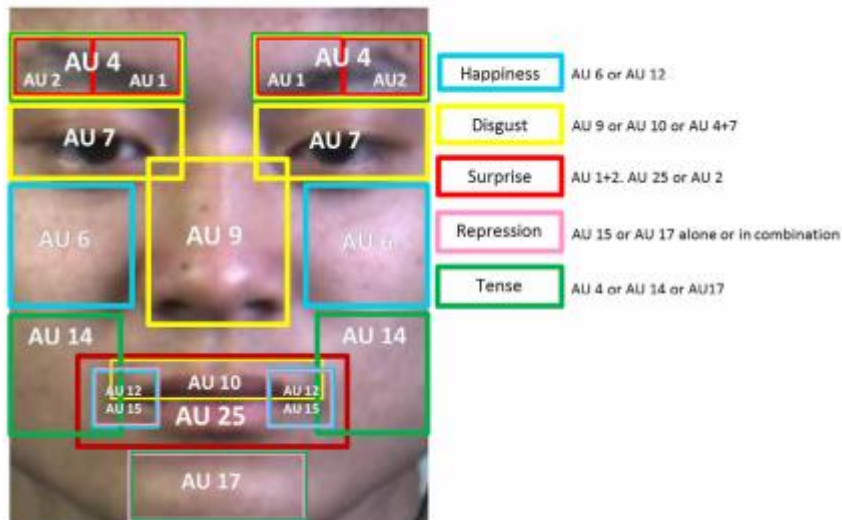 AU 4
AU 2
AU 1
AU 4
AU 1
AU2
AU 7
AU 7
AU 6
AU 9
AU 6
AU 14
AU 14
AU 10
AU 12
AU 12
AU 15
AU 15
AU 25
AU 17
Happiness AU 6 or AU 12
Disgust AU 9 or AU 10 or AU 4+7
Surprise AU 1+2. AU 25 or AU 2
Repression AU 15 or AU 17 alone or in combination
Tense AU 4 or AU 14 or AU17